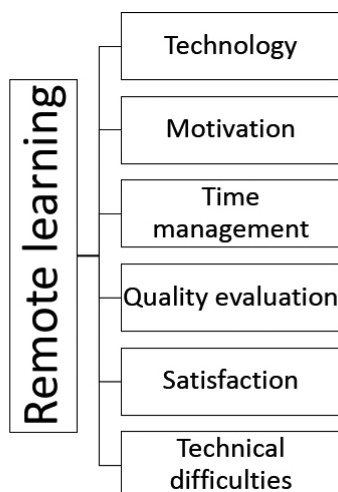 Remote learning
Technology
Motivation
Time
management
Quality evaluation
Satisfaction
Technical
difficulties